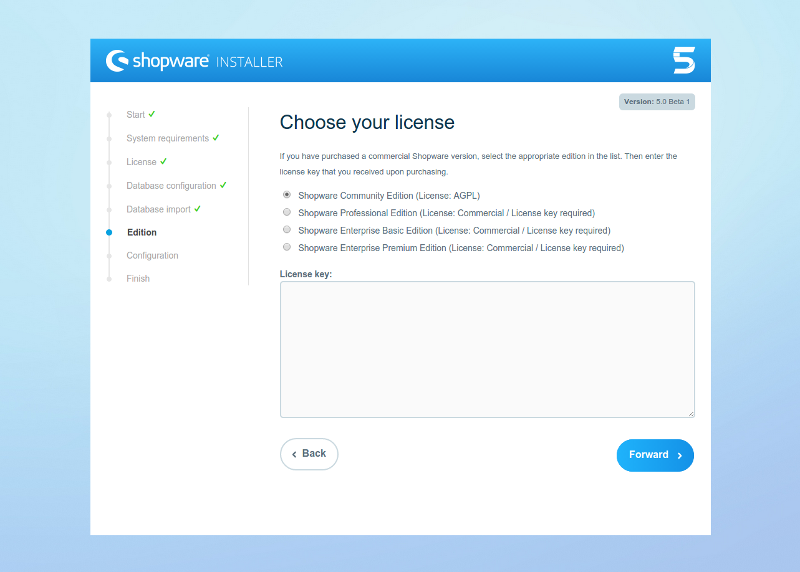 shopware INSTALLER
5
Version: 5.0 Beta 1
Start
System requirements
License
Database configuration
Database import
Edition
Configuration
Finish
Choose your license
If you have purchased a commercial Shopware version, select the appropriate edition in the list. Then enter the
license key that you received upon purchasing.
Shopware Community Edition (License: AGPL)
Shopware Professional Edition (License: Commercial / License key required)
Shopware Enterprise Basic Edition (License: Commercial / License key required)
Shopware Enterprise Premium Edition (License: Commercial / License key required)
License key:
Back
Forward